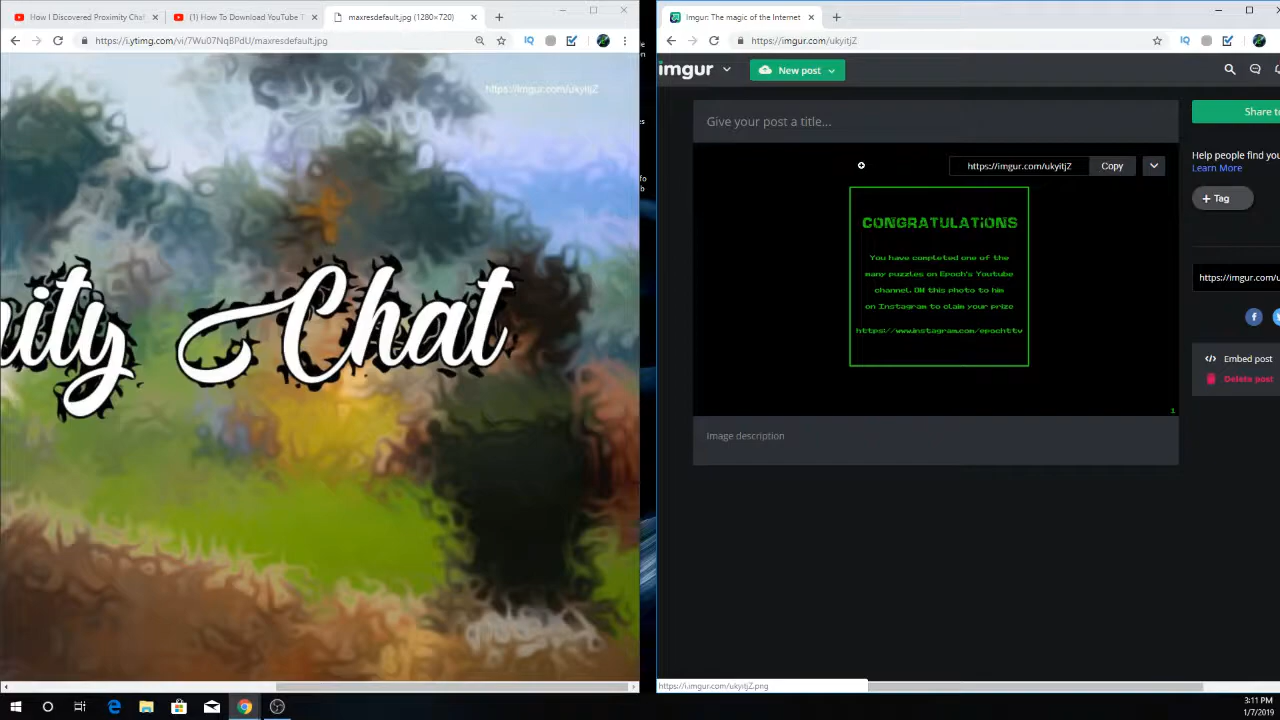 How I Discovered Proximity Cha
(1) How To Download YouTube T
maxresdefault.jpg (1280×720)
https://i.ytimg.com/vi/7Wu07NqBPdU/maxresdefault.jpg
https://imgur.com/ukyitjZ
nity Chat
Imgur: The magic of the Internet
https://imgur.com/ukyitjZ
imgur
New post
Give your post a title...
https://imgur.com/ukyitjZ
Copy
CONGRATULATIONS
You have completed one of the
many puzzles on Epoch's Youtube
channel. DM this photo to him
on Instagram to claim your prize
https://www.instagram.com/epochttv
1
Image description
Share to
Help people find you
Learn More
+ Tag
https://imgur.com/u
Embed post
Delete post
https://i.imgur.com/ukyitjZ.png
3:11 PM
1/7/2019